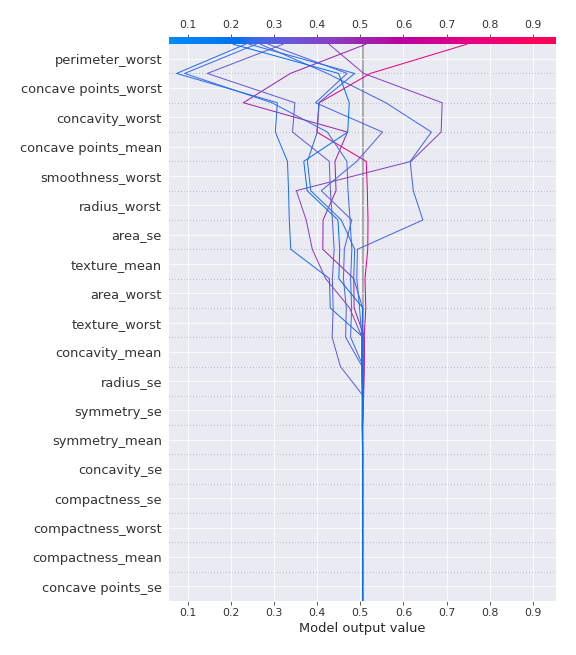 0.1 0.2 0.3 0.4 0.5 0.6 0.7 0.8 0.9
perimeter_worst
concave points_worst
concavity_worst
concave points_mean
smoothness_worst
radius_worst
area_se
texture_mean
area_worst
texture_worst
concavity_mean
radius_se
symmetry_se
symmetry_mean
concavity_se
compactness_se
compactness_worst
compactness_mean
concave points_se
0.1 0.2 0.3 0.4 0.5 0.6 0.7 0.8 0.9
Model output value